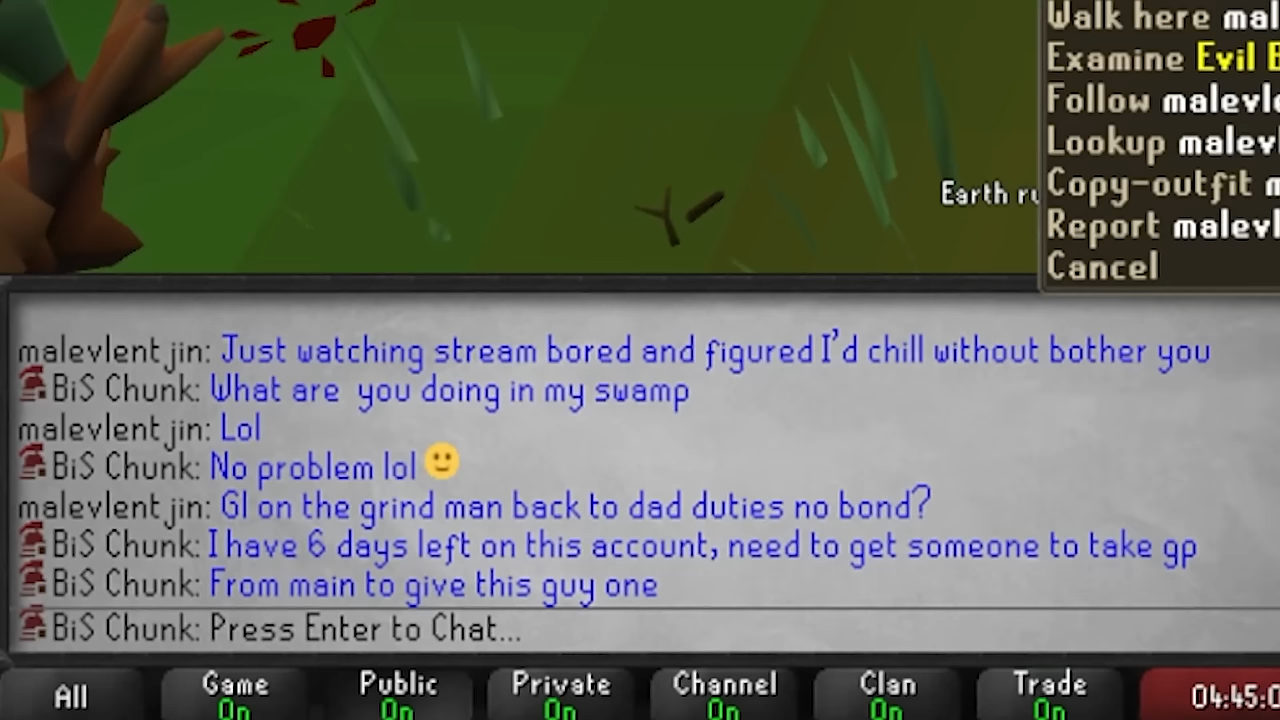 Walk here
Examine Evil
Follow
Lookup
Copy-outfit
Report
Cancel
Earth
malevlent jin: Just watching stream bored and figured I'd chill without bother you
BiS Chunk: What are you doing in my swamp
malevlent jin: Lol
BiS Chunk: No problem lol 🙂
malevlent jin: Gl on the grind man back to dad duties no bond?
BiS Chunk: I have 6 days left on this account, need to get someone to take gp
BiS Chunk: From main to give this guy one
BiS Chunk: Press Enter to Chat...
All
Game Public Private Channel Clan Trade
On On On On On On
04:45:0